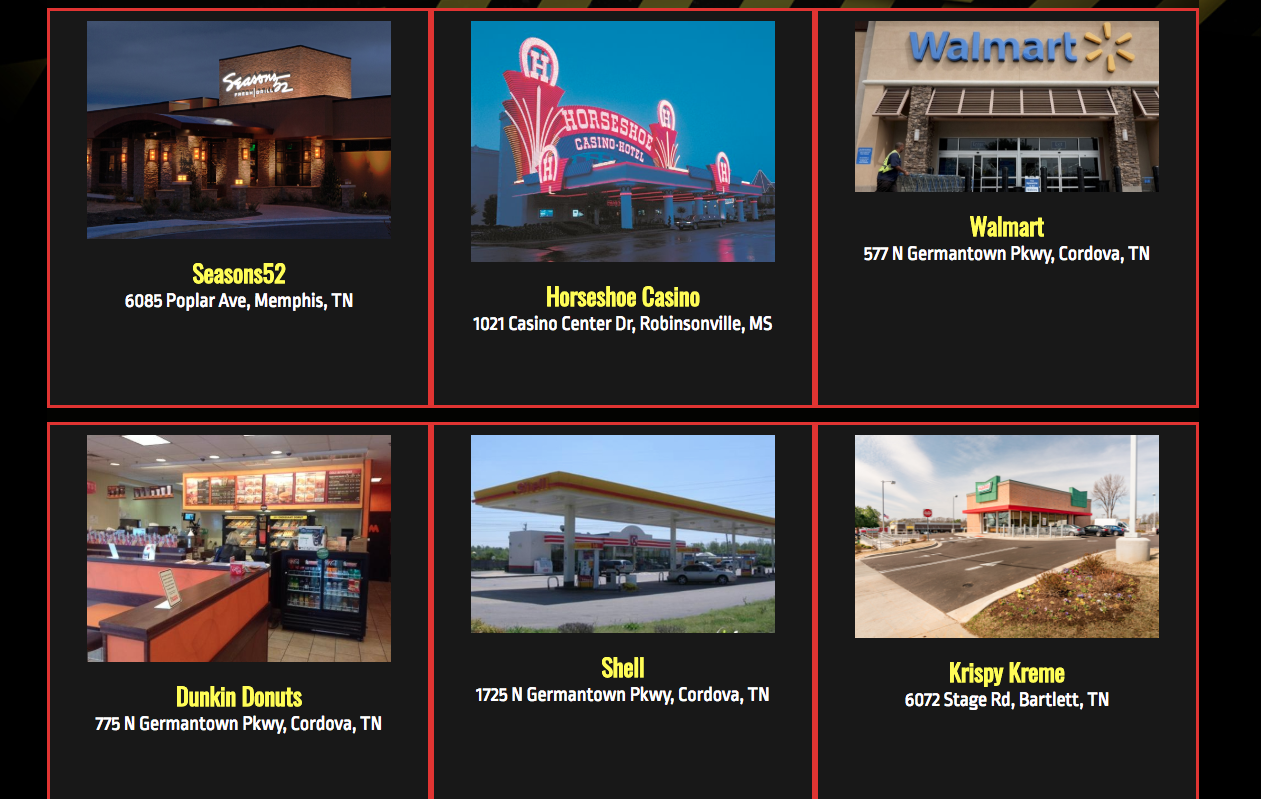 Seasons 52
FRESH GRILL
Seasons52
6085 Poplar Ave, Memphis, TN
H
H
HORSESHOE
CASINO·HOTEL
H
H
Horseshoe Casino
1021 Casino Center Dr, Robinsonville, MS
Walmart
Walmart
577 N Germantown Pkwy, Cordova, TN
Dunkin Donuts
775 N Germantown Pkwy, Cordova, TN
Shell
1725 N Germantown Pkwy, Cordova, TN
Krispy Kreme
6072 Stage Rd, Bartlett, TN